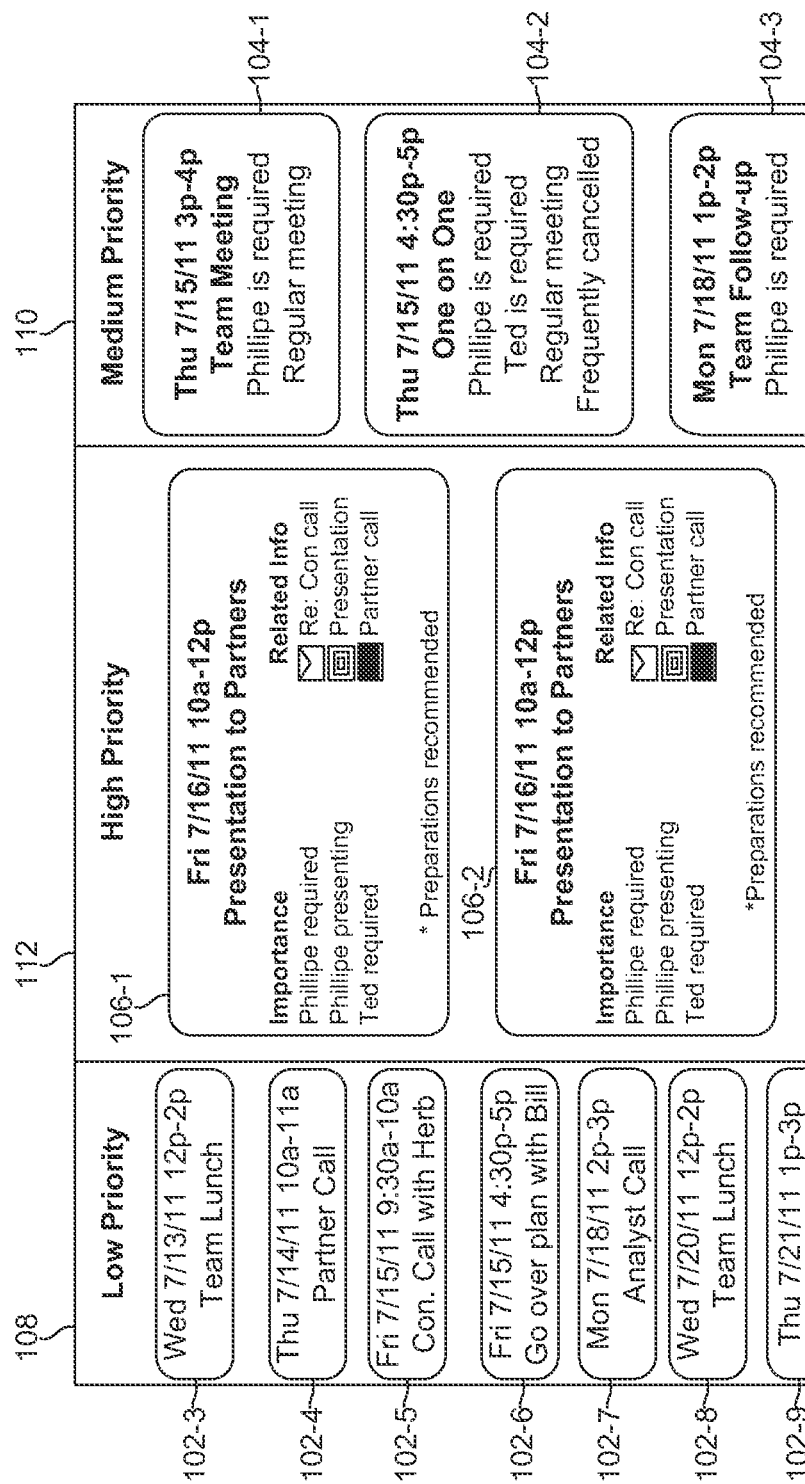 108
Low Priority
102-3
Wed 7/13/11 12p-2p
Team Lunch
102-4
Thu 7/14/11 10a-11a
Partner Call
102-5
Fri 7/15/11 9:30a-10a
Con. Call with Herb
102-6
Fri 7/15/11 4:30p-5p
Go over plan with Bill
102-7
Mon 7/18/11 2p-3p
Analyst Call
102-8
Wed 7/20/11 12p-2p
Team Lunch
102-9
Thu 7/21/11 1p-3p
112
High Priority
106-1
Fri 7/16/11 10a-12p
Presentation to Partners
Importance
Phillipe required
Phillipe presenting
Ted required
Related Info
Re: Con call
Presentation
Partner call
* Preparations recommended
106-2
Fri 7/16/11 10a-12p
Presentation to Partners
Importance
Phillipe required
Phillipe presenting
Ted required
Related Info
Re: Con call
Presentation
Partner call
*Preparations recommended
110
Medium Priority
Thu 7/15/11 3p-4p
Team Meeting
Phillipe is required
Regular meeting
104-1
Thu 7/15/11 4:30p-5p
One on One
Phillipe is required
Ted is required
Regular meeting
Frequently cancelled
104-2
Mon 7/18/11 1p-2p
Team Follow-up
Phillipe is required
104-3